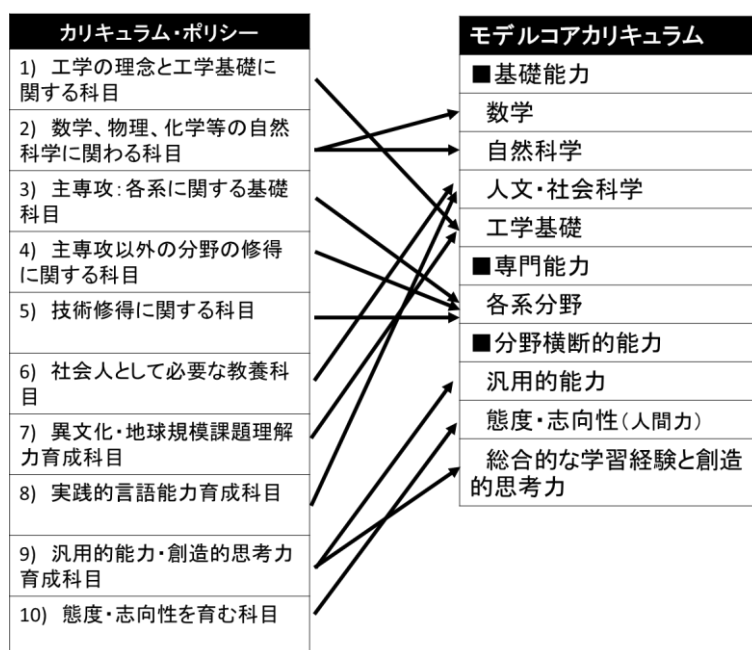 カリキュラム・ポリシー
1) 工学の理念と工学基礎に
関する科目
2) 数学、物理、化学等の自然
科学に関わる科目
3) 主専攻:各系に関する基礎
科目
4) 主専攻以外の分野の修得
に関する科目
5) 技術修得に関する科目
6) 社会人として必要な教養科
目
7) 異文化・地球規模課題理解
力育成科目
8) 実践的言語能力育成科目
9) 汎用的能力・創造的思考力
育成科目
10) 態度・志向性を育む科目
モデルコアカリキュラム
■基礎能力
数学
自然科学
人文・社会科学
工学基礎
■専門能力
各系分野
■分野横断的能力
汎用的能力
態度・志向性(人間力)
総合的な学習経験と創造
的思考力